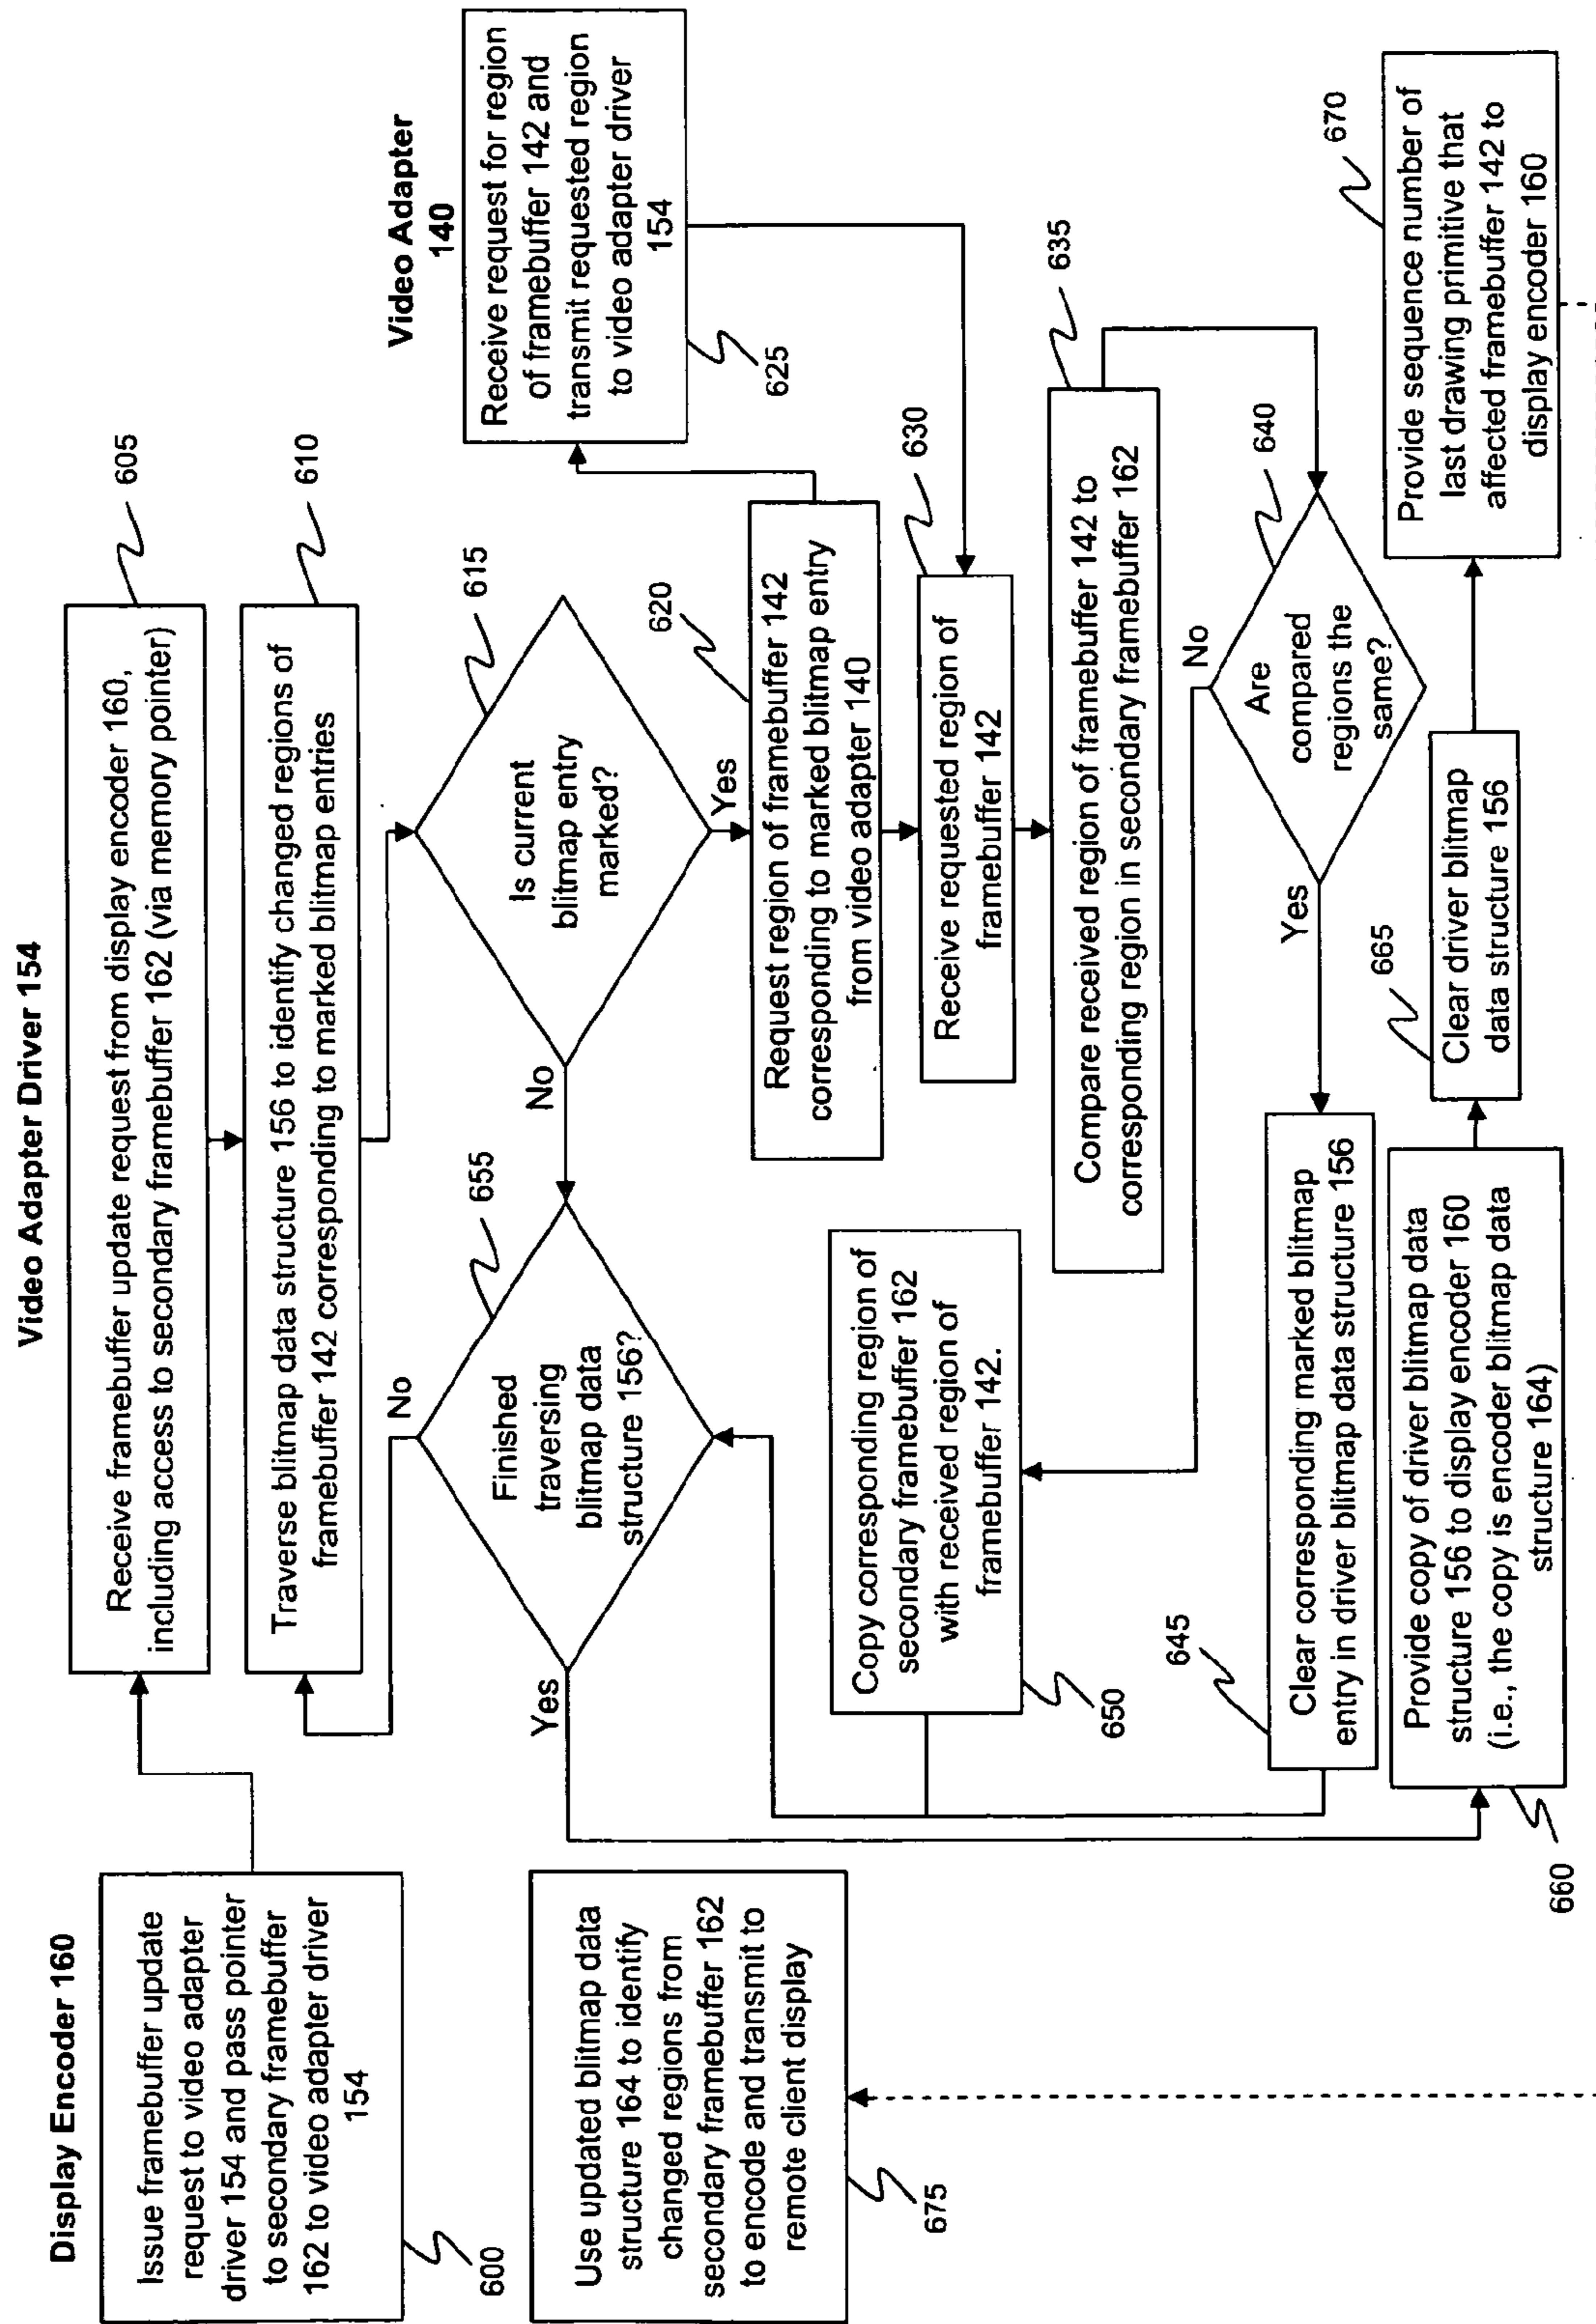 Display Encoder 160
Video Adapter Driver 154
Video Adapter
140
Issue framebuffer update
request to video adapter
driver 154 and pass pointer
to secondary framebuffer
162 to video adapter driver
154
600
Receive framebuffer update request from display encoder 160,
including access to secondary framebuffer 162 (via memory pointer)
605
Traverse blitmap data structure 156 to identify changed regions of
framebuffer 142 corresponding to marked blitmap entries
610
Is current
blitmap entry
marked?
615
Yes
No
Request region of framebuffer 142
corresponding to marked blitmap entry
from video adapter 140
620
Receive request for region
of framebuffer 142 and
transmit requested region
to video adapter driver
154
625
Receive requested region of
framebuffer 142
630
Compare received region of framebuffer 142 to
corresponding region in secondary framebuffer 162
635
Are
compared
regions the
same?
640
Yes
No
Clear corresponding marked blitmap
entry in driver blitmap data structure 156
645
Copy corresponding region of
secondary framebuffer 162
with received region of
framebuffer 142.
650
Finished
traversing
blitmap data
structure 156?
655
No
Yes
Provide copy of driver blitmap data
structure 156 to display encoder 160
(i.e., the copy is encoder blitmap data
structure 164)
660
Clear driver blitmap
data structure 156
665
Provide sequence number of
last drawing primitive that
affected framebuffer 142 to
display encoder 160
670
Use updated blitmap data
structure 164 to identify
changed regions from
secondary framebuffer 162
to encode and transmit to
remote client display
675